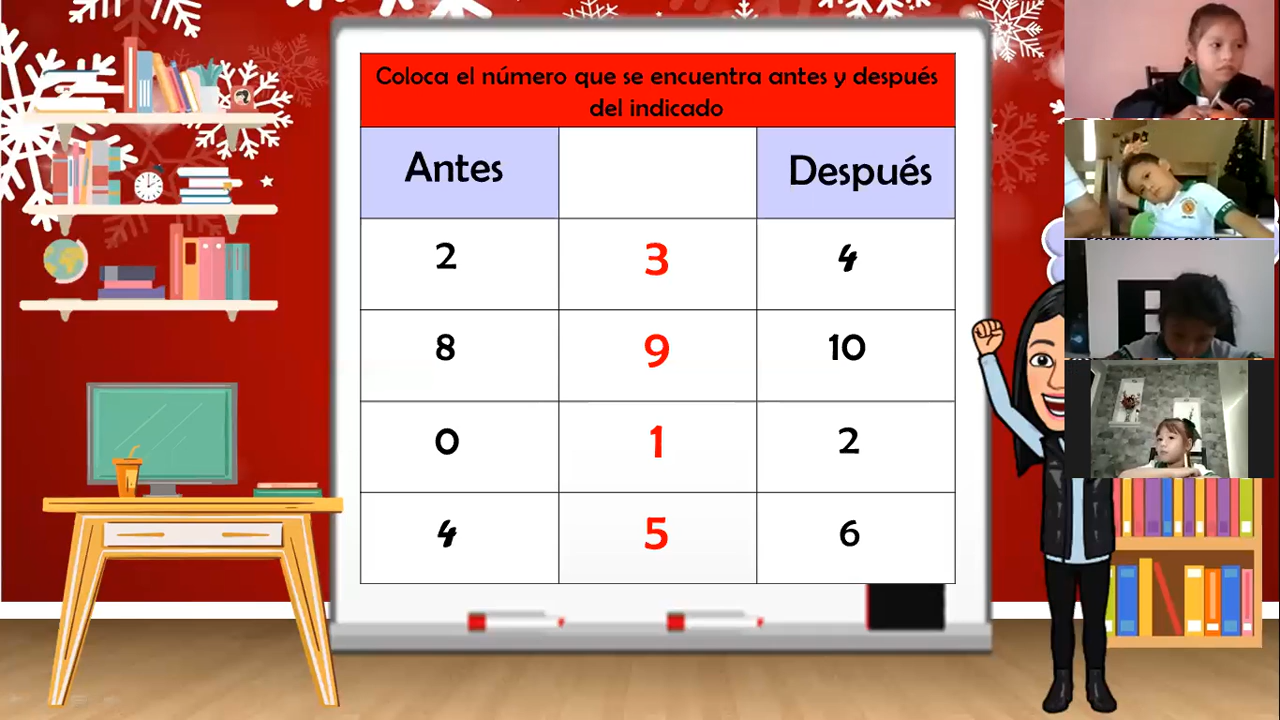 Coloca el número que se encuentra antes y después
del indicado
Antes Después
2 3 4
8 9 10
0 1 2
4 5 6